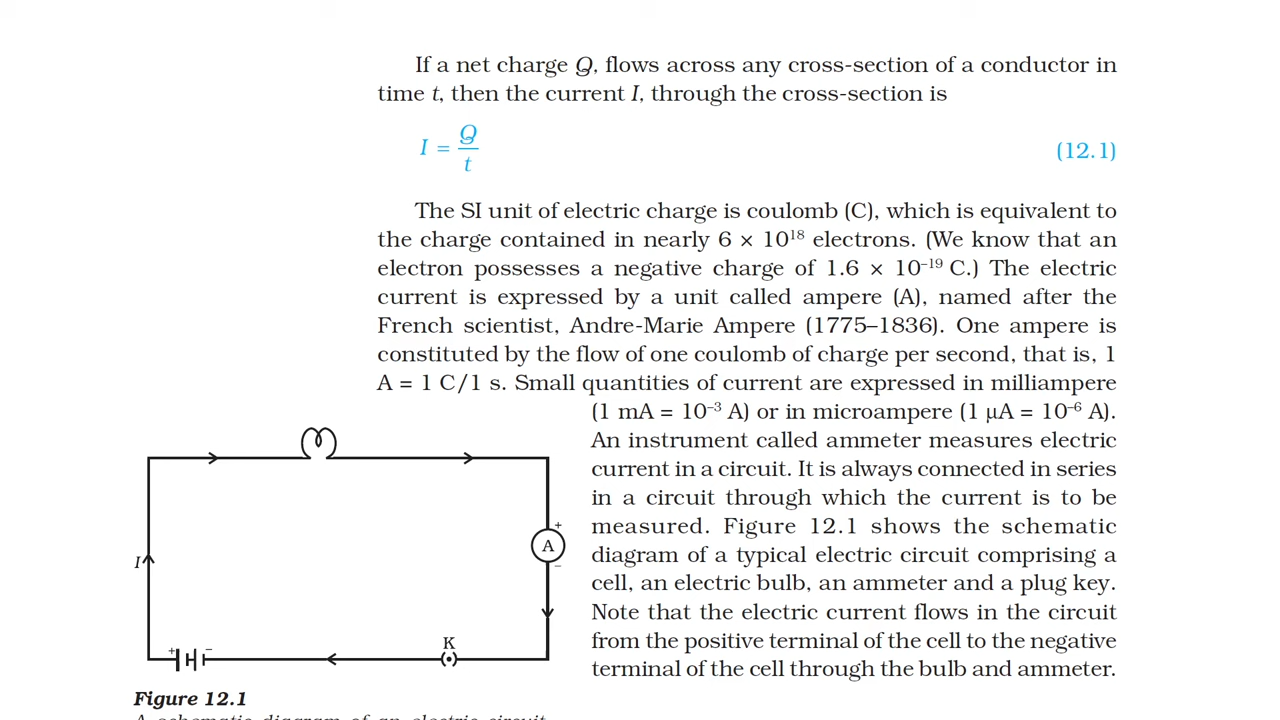 If a net charge Q, flows across any cross-section of a conductor in
time t, then the current I, through the cross-section is
I = Q/t (12.1)
The SI unit of electric charge is coulomb (C), which is equivalent to
the charge contained in nearly 6 × 10¹⁸ electrons. (We know that an
electron possesses a negative charge of 1.6 × 10⁻¹⁹ C.) The electric
current is expressed by a unit called ampere (A), named after the
French scientist, Andre-Marie Ampere (1775–1836). One ampere is
constituted by the flow of one coulomb of charge per second, that is, 1
A = 1 C/1 s. Small quantities of current are expressed in milliampere
(1 mA = 10⁻³ A) or in microampere (1 µA = 10⁻⁶ A).
An instrument called ammeter measures electric
current in a circuit. It is always connected in series
in a circuit through which the current is to be
measured. Figure 12.1 shows the schematic
diagram of a typical electric circuit comprising a
cell, an electric bulb, an ammeter and a plug key.
Note that the electric current flows in the circuit
from the positive terminal of the cell to the negative
terminal of the cell through the bulb and ammeter.
+
A
–
I
K
+ –
Figure 12.1
A schematic diagram of an electric circuit